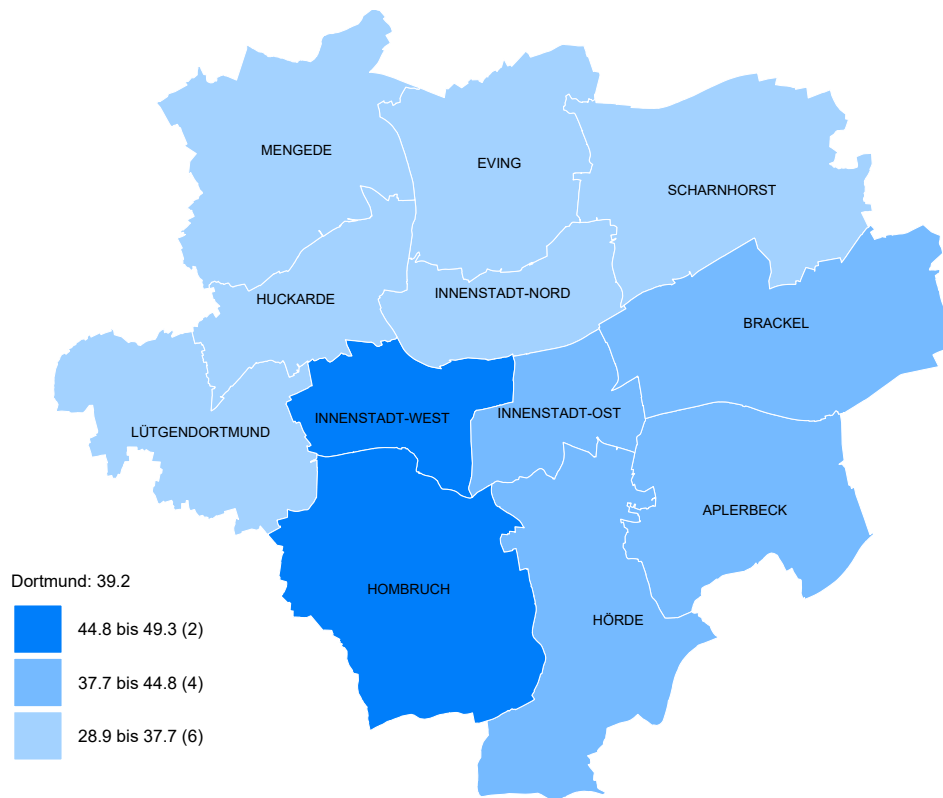 MENGEDE
EVING
SCHARNHORST
HUCKARDE
INNENSTADT-NORD
BRACKEL
INNENSTADT-WEST
INNENSTADT-OST
LÜTGENDORTMUND
APLERBECK
HOMBRUCH
HÖRDE
Dortmund: 39.2
44.8 bis 49.3 (2)
37.7 bis 44.8 (4)
28.9 bis 37.7 (6)